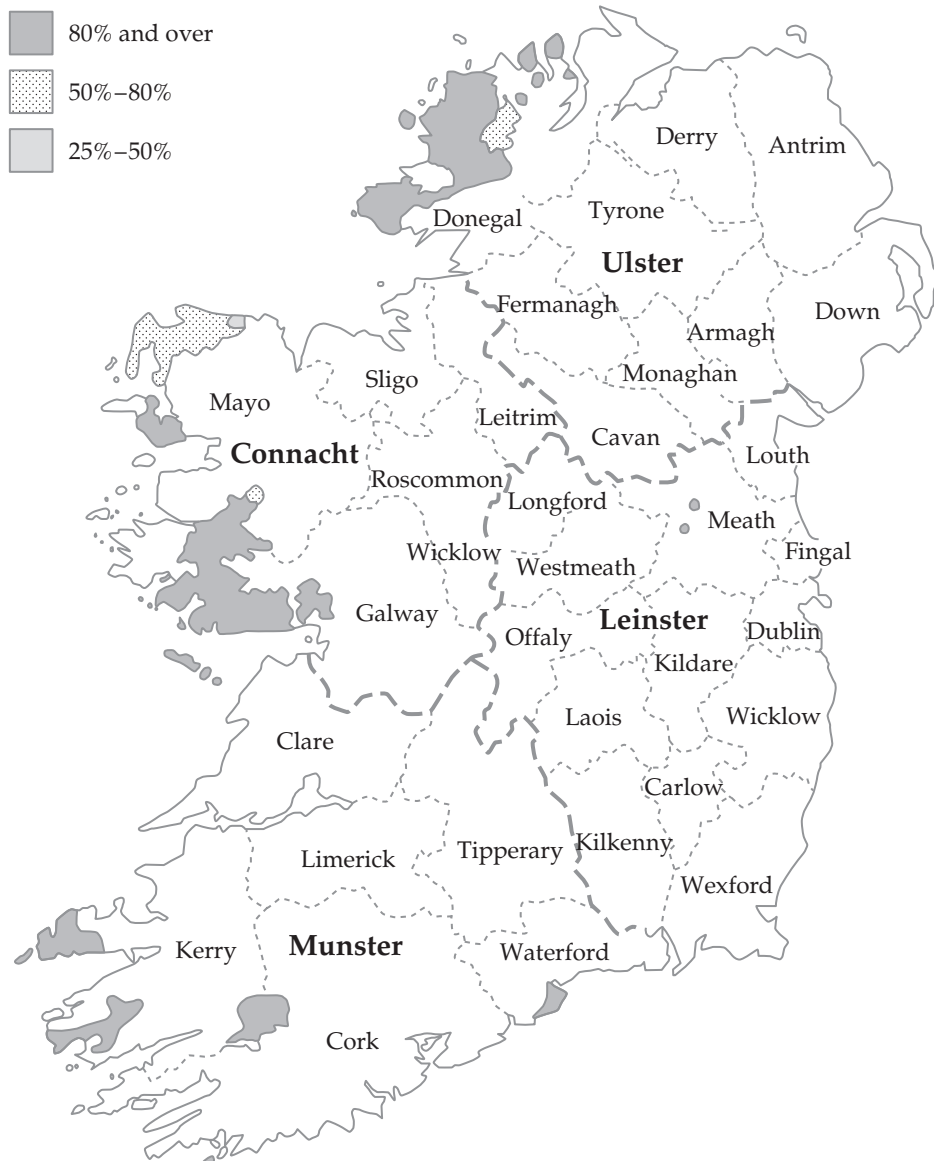 80% and over
50%–80%
25%–50%
Derry
Antrim
Tyrone
Donegal
Ulster
Fermanagh
Down
Armagh
Monaghan
Sligo
Mayo
Leitrim
Cavan
Connacht
Louth
Roscommon
Longford
Meath
Wicklow
Fingal
Westmeath
Galway
Leinster
Offaly
Dublin
Kildare
Laois
Wicklow
Clare
Carlow
Tipperary
Kilkenny
Limerick
Wexford
Kerry
Munster
Waterford
Cork